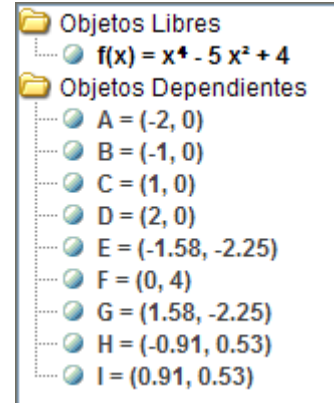 Objetos Libres
f(x) = x⁴ - 5 x² + 4
Objetos Dependientes
A = (-2, 0)
B = (-1, 0)
C = (1, 0)
D = (2, 0)
E = (-1.58, -2.25)
F = (0, 4)
G = (1.58, -2.25)
H = (-0.91, 0.53)
I = (0.91, 0.53)